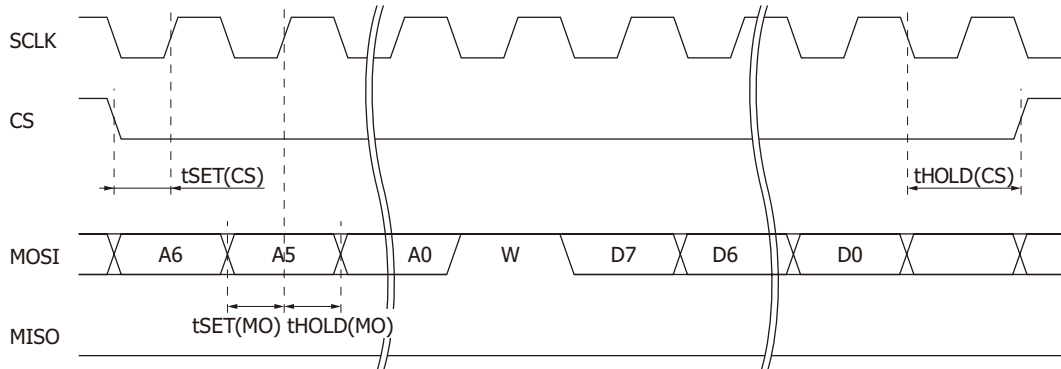 SCLK
CS
tSET(CS)
tHOLD(CS)
MOSI
A6
A5
A0
W
D7
D6
D0
tSET(MO)
tHOLD(MO)
MISO